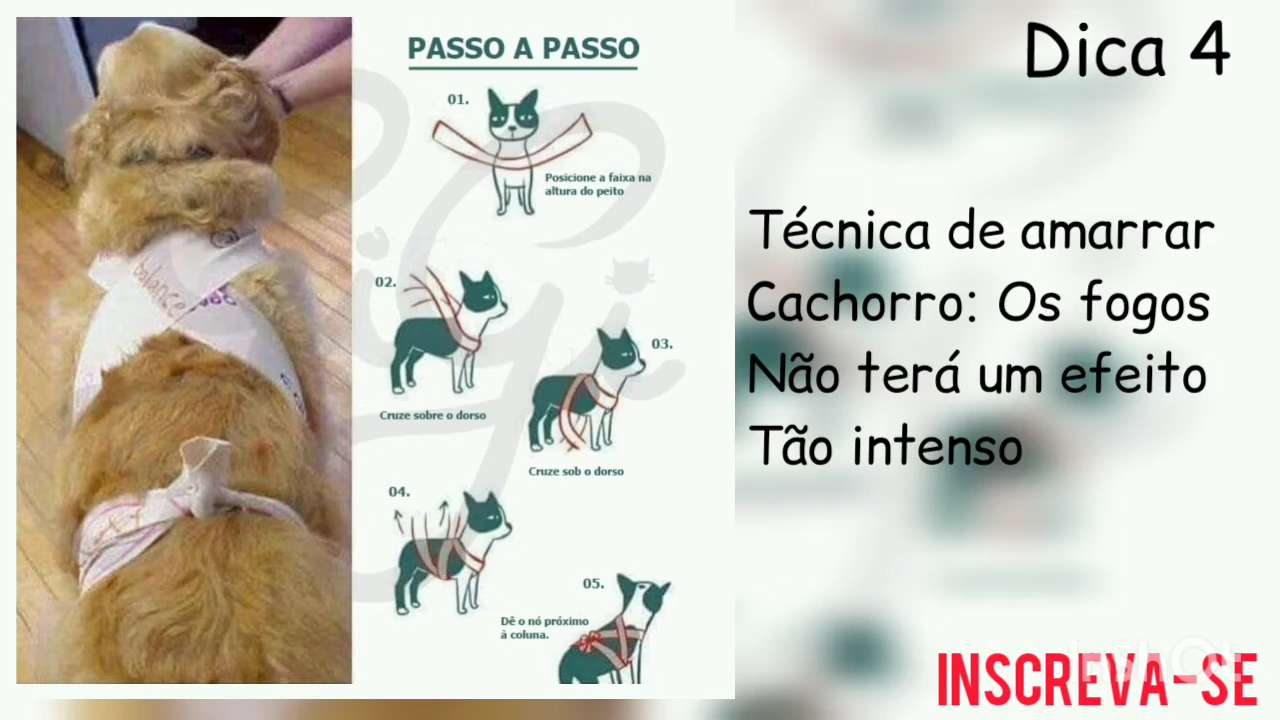 PASSO A PASSO
01.
Posicione a faixa na
altura do peito
02.
Cruze sobre o dorso
03.
Cruze sob o dorso
04.
05.
Dê o nó próximo
à coluna.
balance
Dica 4
Técnica de amarrar
Cachorro: Os fogos
Não terá um efeito
Tão intenso
InShOt
INSCREVA-SE